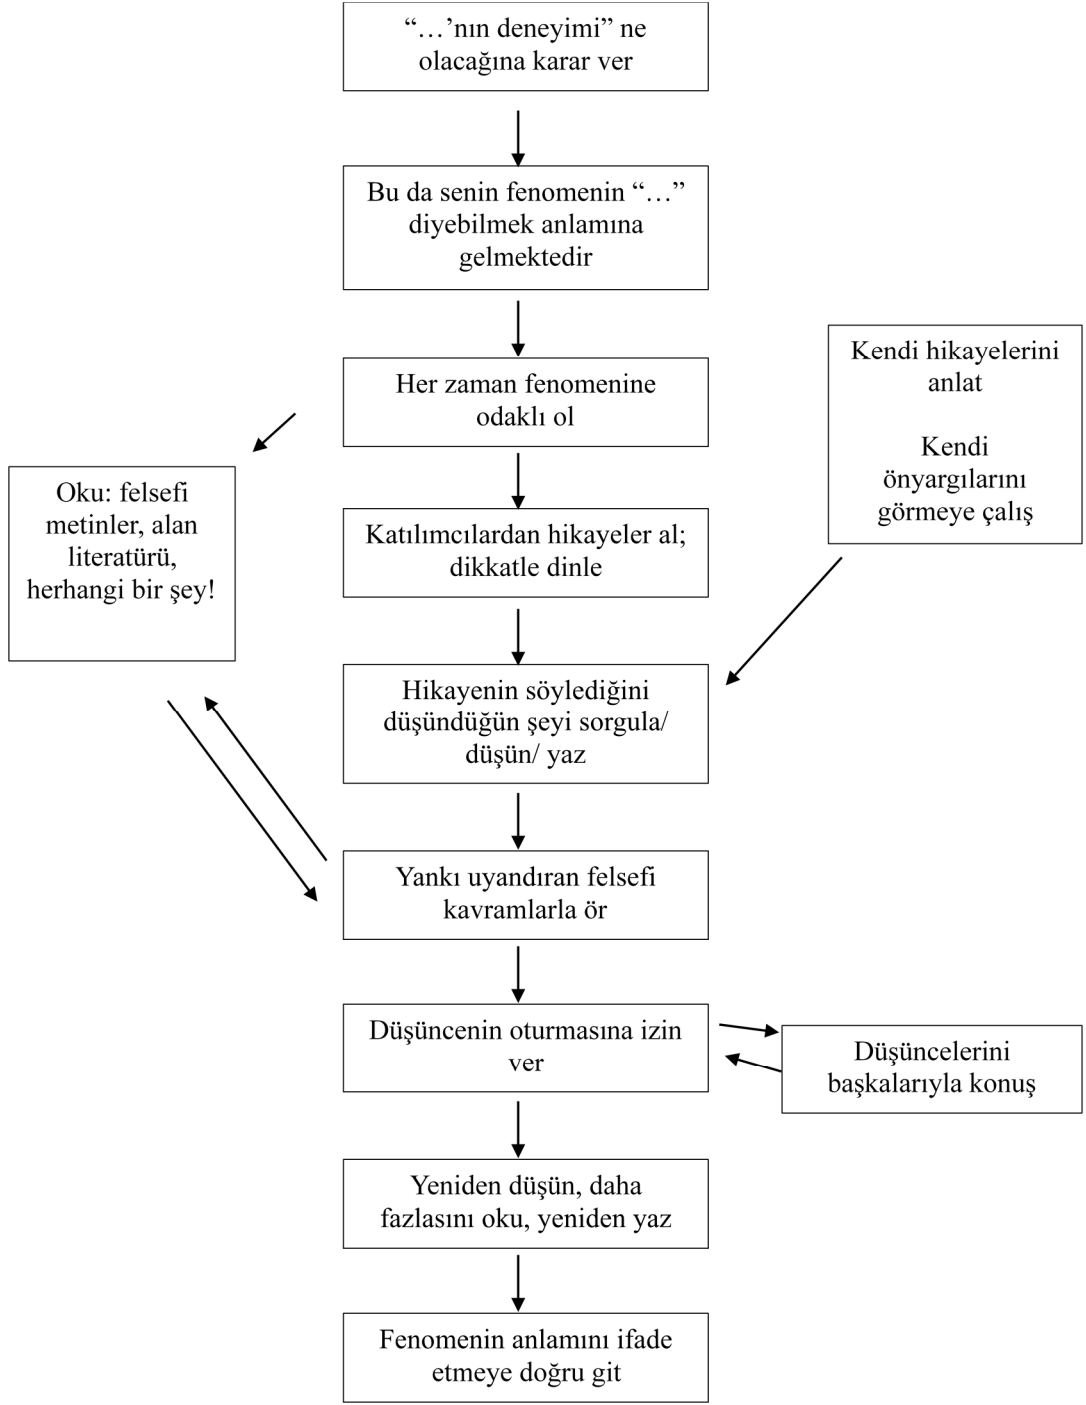 “…’nın deneyimi” ne
olacağına karar ver
Bu da senin fenomenin “…”
diyebilmek anlamına
gelmektedir
Kendi hikayelerini
anlat
Kendi
önyargılarını
görmeye çalış
Her zaman fenomenine
odaklı ol
Oku: felsefi
metinler, alan
literatürü,
herhangi bir şey!
Katılımcılardan hikayeler al;
dikkatle dinle
Hikayenin söylediğini
düşündüğün şeyi sorgula/
düşün/ yaz
Yankı uyandıran felsefi
kavramlarla ör
Düşüncenin oturmasına izin
ver
Düşüncelerini
başkalarıyla konuş
Yeniden düşün, daha
fazlasını oku, yeniden yaz
Fenomenin anlamını ifade
etmeye doğru git